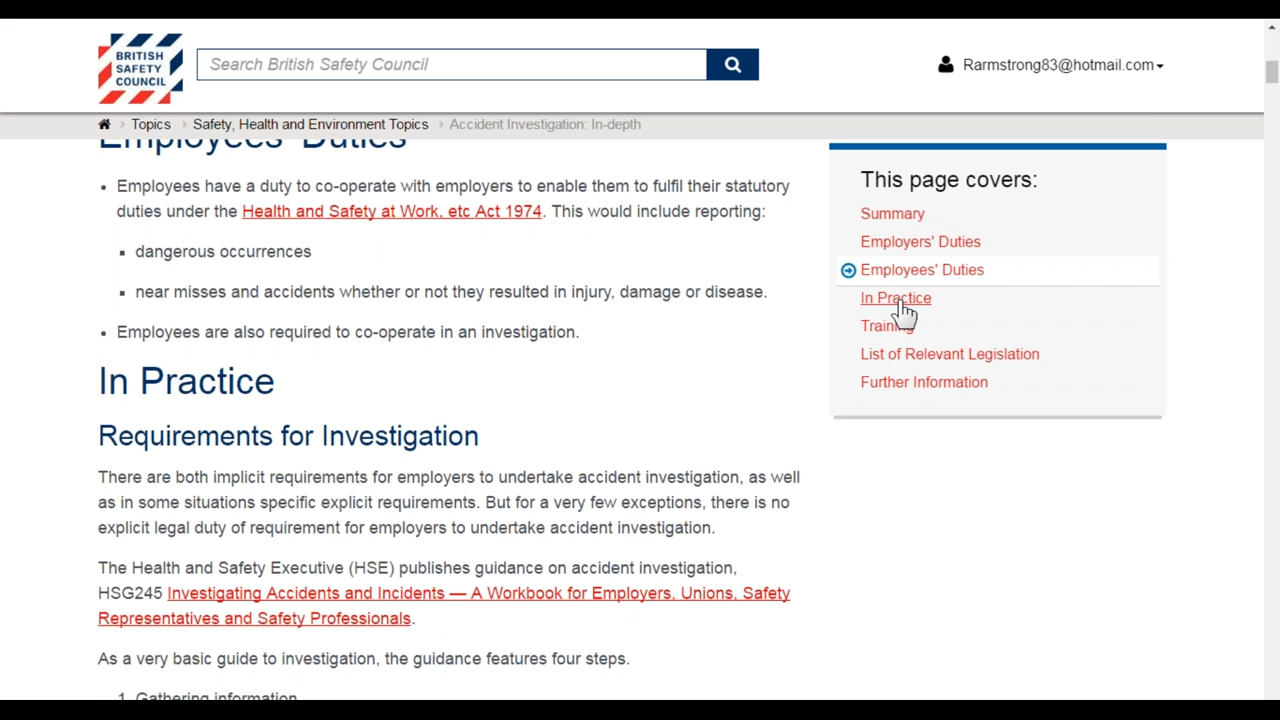 BRITISH
SAFETY
COUNCIL
Search British Safety Council
Rarmstrong83@hotmail.com
Topics > Safety, Health and Environment Topics > Accident Investigation: In-depth
Employees' Duties
• Employees have a duty to co-operate with employers to enable them to fulfil their statutory
duties under the Health and Safety at Work, etc Act 1974. This would include reporting:
▪ dangerous occurrences
▪ near misses and accidents whether or not they resulted in injury, damage or disease.
• Employees are also required to co-operate in an investigation.
In Practice
Requirements for Investigation
There are both implicit requirements for employers to undertake accident investigation, as well
as in some situations specific explicit requirements. But for a very few exceptions, there is no
explicit legal duty of requirement for employers to undertake accident investigation.
The Health and Safety Executive (HSE) publishes guidance on accident investigation,
HSG245 Investigating Accidents and Incidents — A Workbook for Employers, Unions, Safety
Representatives and Safety Professionals.
As a very basic guide to investigation, the guidance features four steps.
1. Gathering information
This page covers:
Summary
Employers' Duties
Employees' Duties
In Practice
Training
List of Relevant Legislation
Further Information